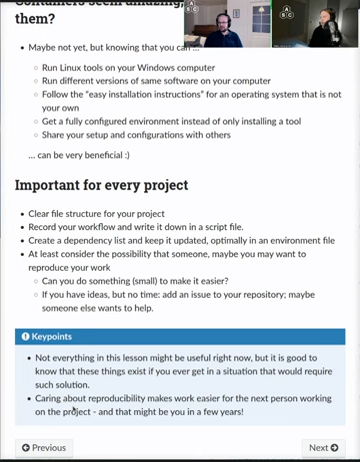 Containers seem amazing,
them?
Maybe not yet, but knowing that you can ...
Run Linux tools on your Windows computer
Run different versions of same software on your computer
Follow the "easy installation instructions" for an operating system that is not
your own
Get a fully configured environment instead of only installing a tool
Share your setup and configurations with others
... can be very beneficial :)
Important for every project
Clear file structure for your project
Record your workflow and write it down in a script file.
Create a dependency list and keep it updated, optimally in an environment file
At least consider the possibility that someone, maybe you may want to
reproduce your work
Can you do something (small) to make it easier?
If you have ideas, but no time: add an issue to your repository; maybe
someone else wants to help.
Keypoints
Not everything in this lesson might be useful right now, but it is good to
know that these things exist if you ever get in a situation that would require
such solution.
Caring about reproducibility makes work easier for the next person working
on the project - and that might be you in a few years!
Previous
Next